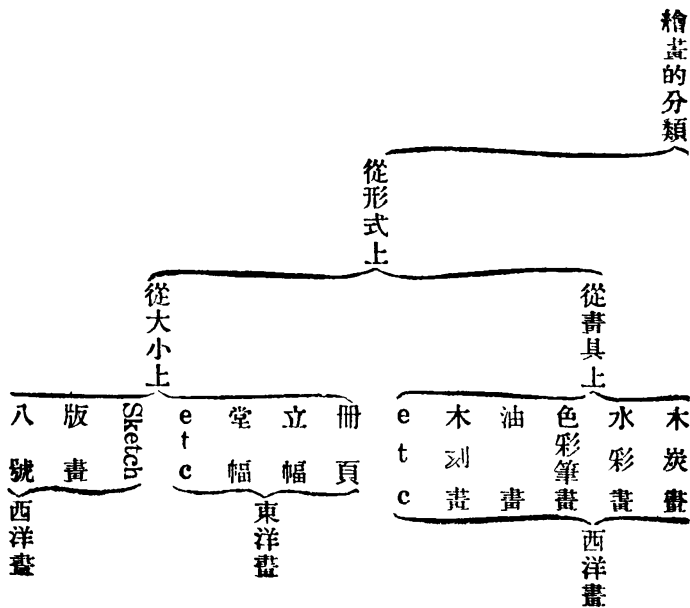 繪畫的分類
從形式上
從畫具上
木炭畫
水彩畫
色彩筆畫
油畫
木刻畫
etc
西洋畫
從大小上
冊頁
立幅
堂幅
etc
東洋畫
Sketch
版畫
八號
西洋畫